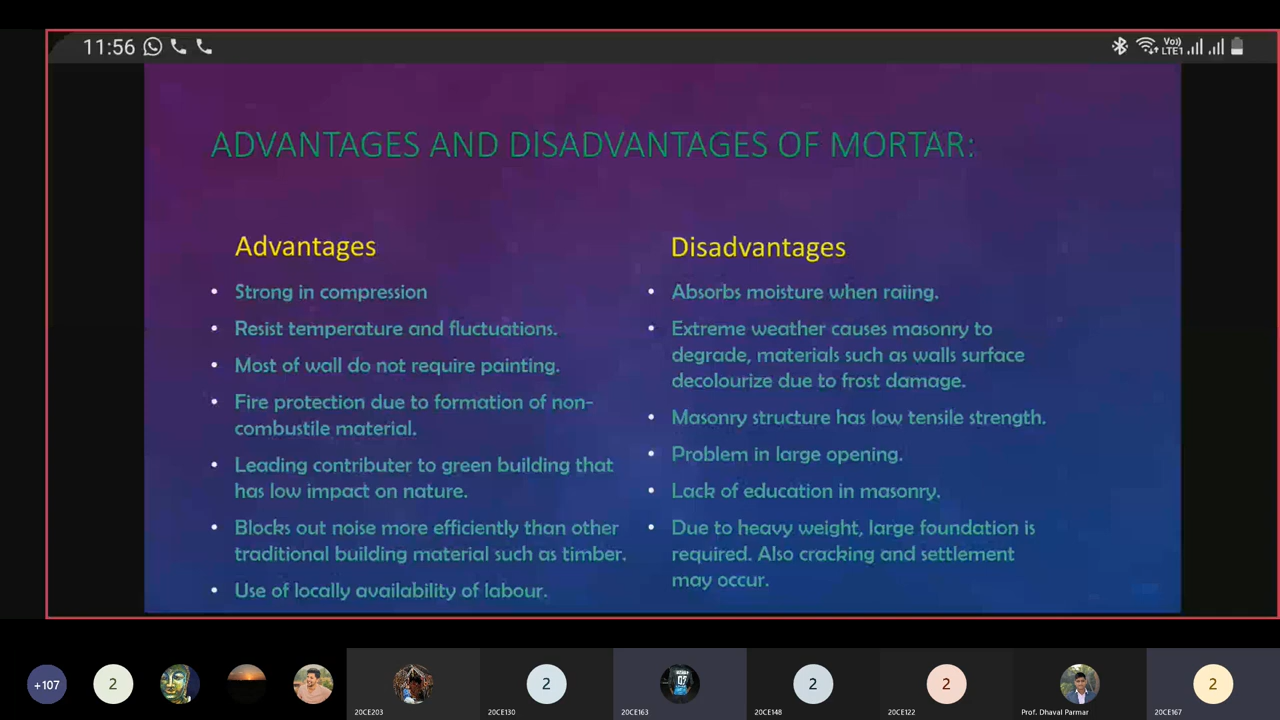 11:56
Vo))
LTE1
ADVANTAGES AND DISADVANTAGES OF MORTAR:
Advantages
• Strong in compression
• Resist temperature and fluctuations.
• Most of wall do not require painting.
• Fire protection due to formation of non-
combustile material.
• Leading contributer to green building that
has low impact on nature.
• Blocks out noise more efficiently than other
traditional building material such as timber.
• Use of locally availability of labour.
Disadvantages
• Absorbs moisture when raiing.
• Extreme weather causes masonry to
degrade, materials such as walls surface
decolourize due to frost damage.
• Masonry structure has low tensile strength.
• Problem in large opening.
• Lack of education in masonry.
• Due to heavy weight, large foundation is
required. Also cracking and settlement
may occur.
+107
2
20CE203
2
20CE130
20CE163
2
20CE148
2
20CE122
Prof. Dhaval Parmar
2
20CE167